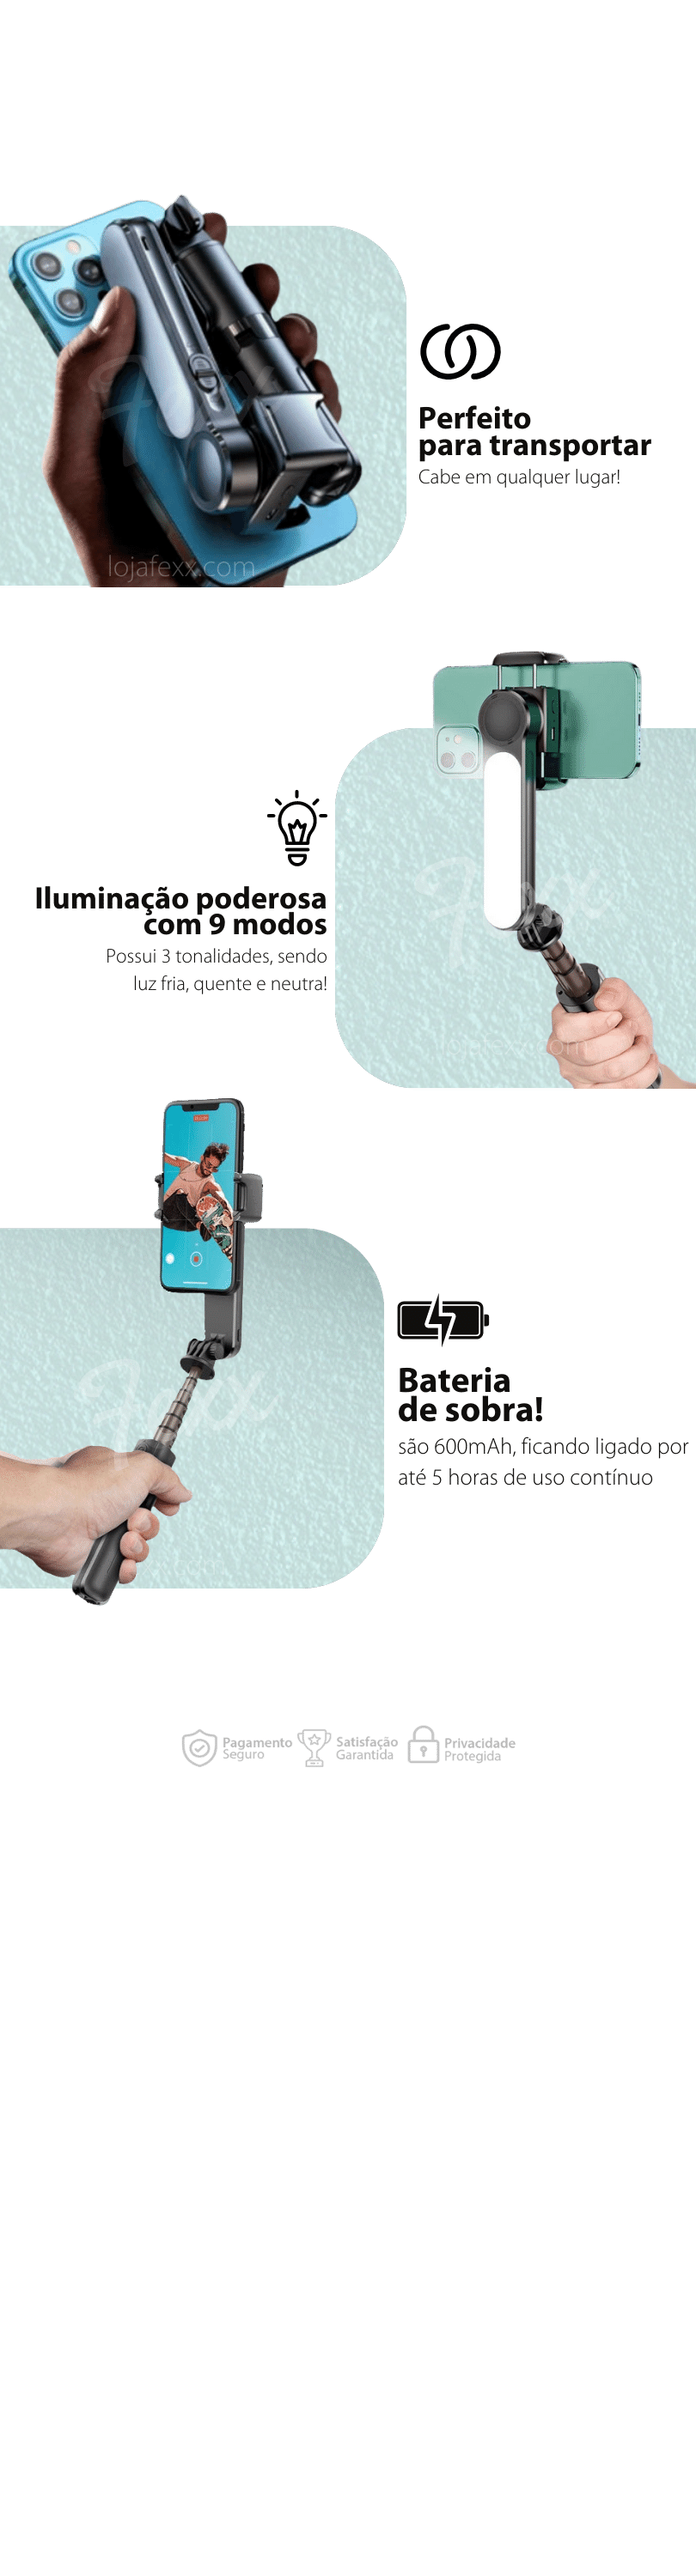 Perfeito
para transportar
Cabe em qualquer lugar!
Fexx
lojafexx.com
Iluminação poderosa
com 9 modos
Possui 3 tonalidades, sendo
luz fria, quente e neutra!
Bateria
de sobra!
são 600mAh, ficando ligado por
até 5 horas de uso contínuo
Fexx
Pagamento
Seguro
Satisfação
Garantida
Privacidade
Protegida